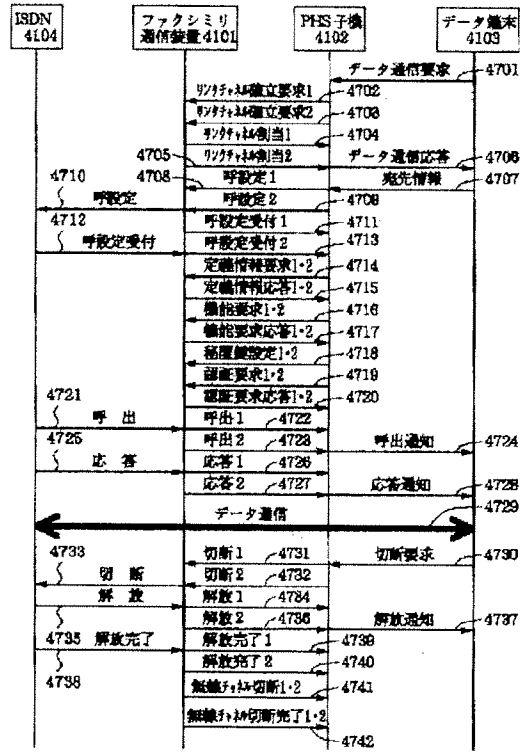 ISDN
4104
ファクシミリ
通信装置4101
PHS子機
4102
データ端末
4103
データ通信要求
4701
リンクチャネル確立要求1
4702
リンクチャネル確立要求2
4703
リンクチャネル割当1
4704
4705
リンクチャネル割当2
データ通信応答
4706
4708
呼設定1
宛先情報
4707
4710
呼設定
呼設定2
4709
4712
呼設定受付1
4711
呼設定受付
呼設定受付2
4713
定義情報要求1・2
4714
定義情報応答1・2
4715
機能要求1・2
4716
機能要求応答1・2
4717
秘匿鍵設定1・2
4718
認証要求1・2
4719
認証要求応答1・2
4720
4721
呼出
呼出1
4722
4725
呼出2
4723
呼出通知
4724
応答
応答1
4726
応答2
4727
応答通知
4728
データ通信
4729
4733
切断1
4731
切断要求
4730
切断
切断2
4732
解放
解放1
4734
解放2
4736
解放通知
4737
4735
解放完了
解放完了1
4739
4738
解放完了2
4740
無線チャネル切断1・2
4741
無線チャネル切断完了1・2
4742